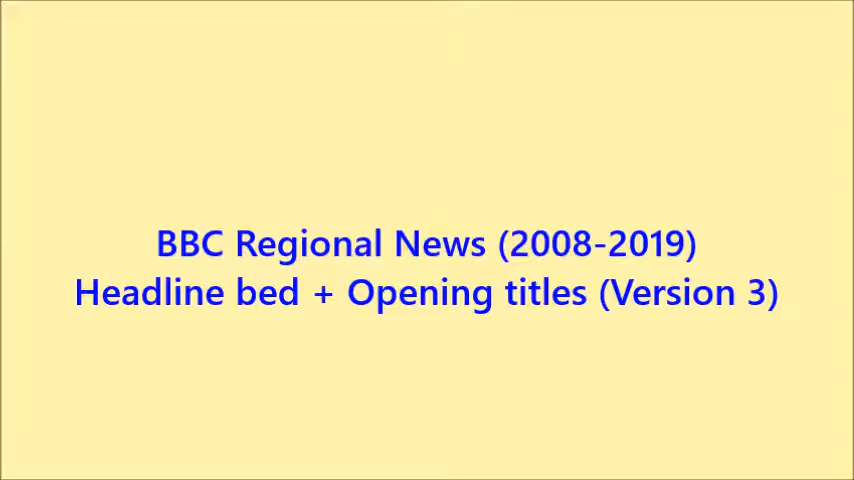 BBC Regional News (2008-2019)
Headline bed + Opening titles (Version 3)